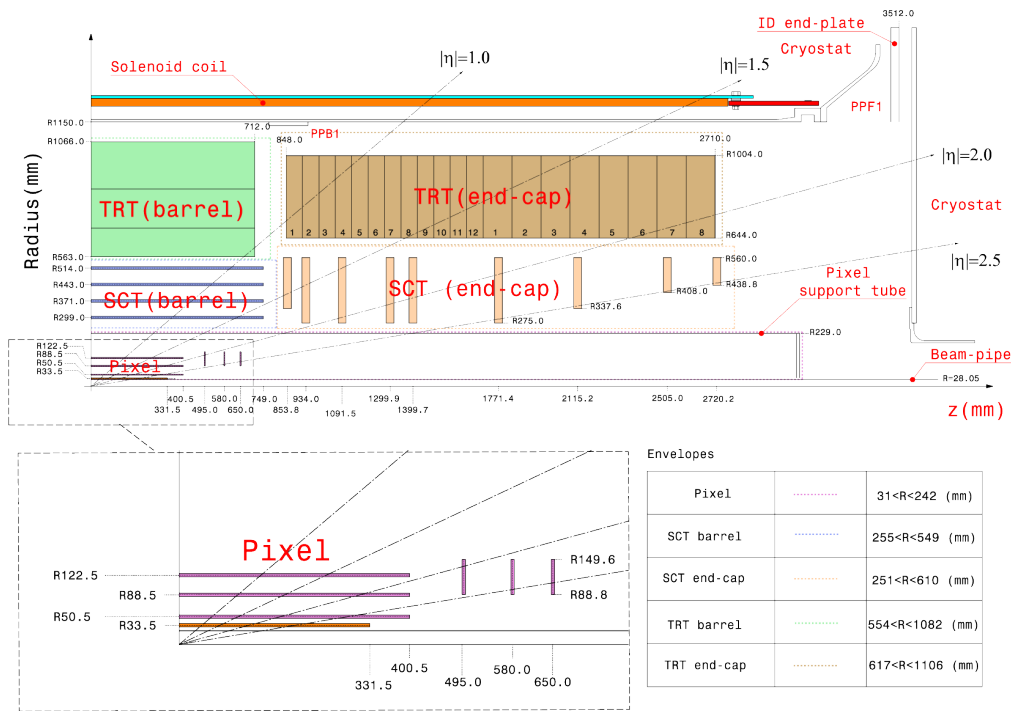 3512.0
ID end-plate
Cryostat
|η|=1.0
|η|=1.5
Solenoid coil
PPF1
R1150.0
712.0
PPB1
848.0
2710.0
R1066.0
R1004.0
|η|=2.0
Radius(mm)
TRT(barrel)
TRT(end-cap)
Cryostat
1 2 3 4 5 6 7 8 9 10 11 12 1 2 3 4 5 6 7 8
R644.0
R563.0
R560.0
|η|=2.5
R514.0
R443.0
R438.8
Pixel
support tube
SCT(barrel)
SCT (end-cap)
R408.0
R371.0
R337.6
R299.0
R275.0
R229.0
R122.5
R88.5
R50.5
R33.5
Pixel
Beam-pipe
R-28.05
400.5 580.0 749.0 934.0 1299.9 1771.4 2115.2 2505.0 2720.2
331.5 495.0 650.0 853.8 1091.5 1399.7
z(mm)
Envelopes
Pixel 31<R<242 (mm)
SCT barrel 255<R<549 (mm)
SCT end-cap 251<R<610 (mm)
TRT barrel 554<R<1082 (mm)
TRT end-cap 617<R<1106 (mm)
Pixel
R149.6
R122.5
R88.5
R88.8
R50.5
R33.5
400.5 580.0
331.5 495.0 650.0